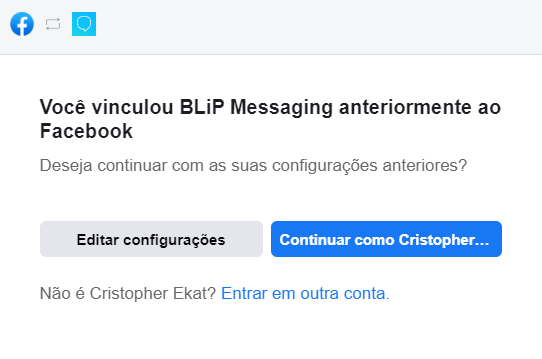 Você vinculou BLiP Messaging anteriormente ao
Facebook
Deseja continuar com as suas configurações anteriores?
Editar configurações
Continuar como Cristopher…
Não é Cristopher Ekat? Entrar em outra conta.